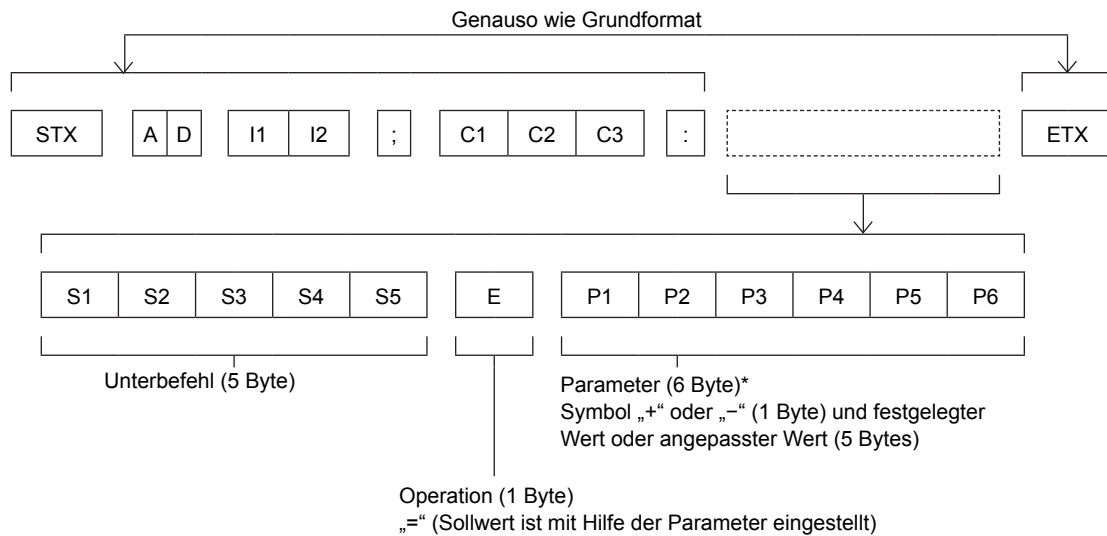 Genauso wie Grundformat
STX A D I1 I2 ; C1 C2 C3 : ETX
S1 S2 S3 S4 S5 E P1 P2 P3 P4 P5 P6
Unterbefehl (5 Byte)
Parameter (6 Byte)*
Symbol „+“ oder „−“ (1 Byte) und festgelegter
Wert oder angepasster Wert (5 Bytes)
Operation (1 Byte)
„=“ (Sollwert ist mit Hilfe der Parameter eingestellt)